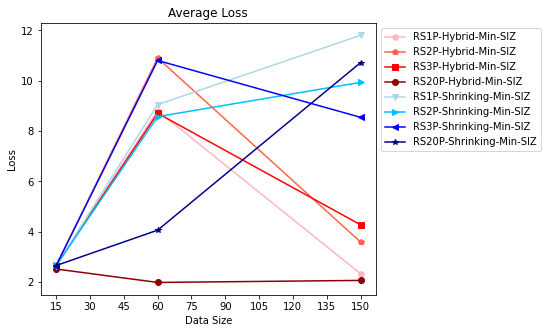 Average Loss
12
10
8
6
4
2
Loss
15 30 45 60 75 90 105 120 135 150
Data Size
RS1P-Hybrid-Min-SIZ
RS2P-Hybrid-Min-SIZ
RS3P-Hybrid-Min-SIZ
RS20P-Hybrid-Min-SIZ
RS1P-Shrinking-Min-SIZ
RS2P-Shrinking-Min-SIZ
RS3P-Shrinking-Min-SIZ
RS20P-Shrinking-Min-SIZ